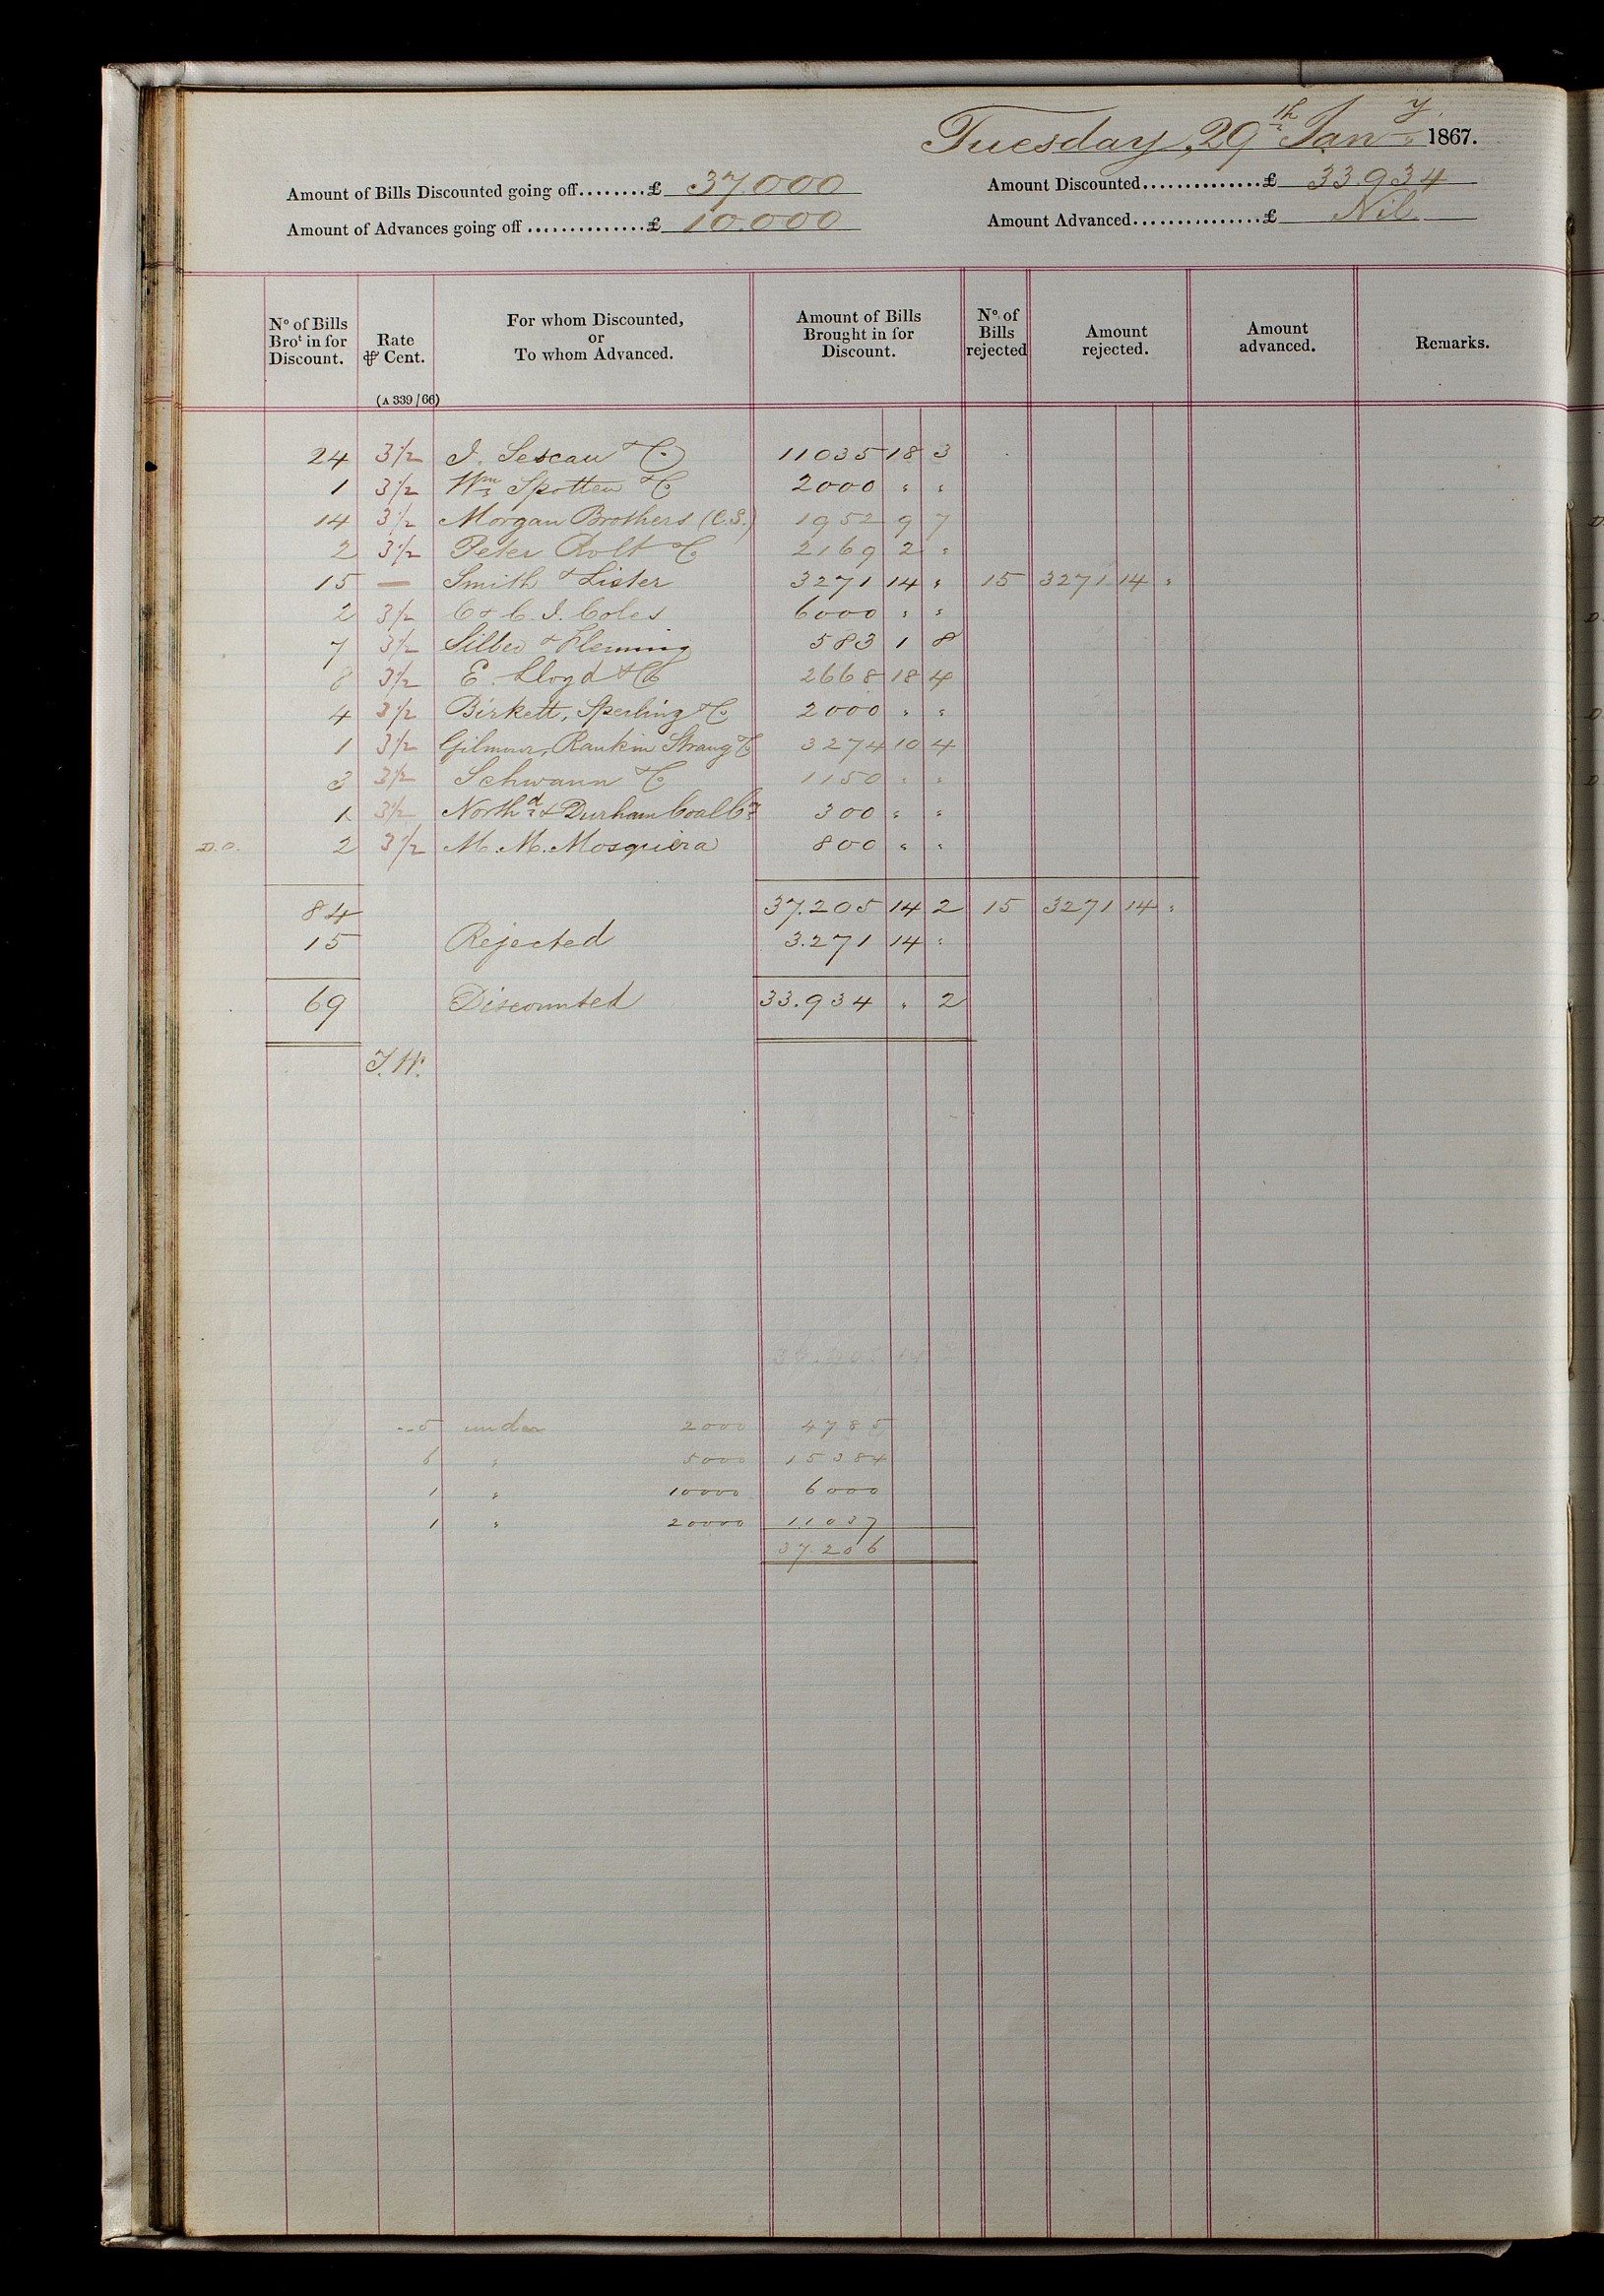 Tuesday, 29th Jany. 1867.
Amount of Bills Discounted going off........£ 37.000
Amount Discounted..............£ 33.934
Amount of Advances going off ..............£ 10.000
Amount Advanced...............£ Nil
No of Bills Brot in for Discount.
Rate ⅌ Cent.
For whom Discounted, or To whom Advanced.
Amount of Bills Brought in for Discount.
No of Bills rejected
Amount rejected.
Amount advanced.
Remarks.
(A 339/66)
24 3½ I. Lescau & Co 11035 18 3
1 3½ Wm Spotten & Co 2000 " "
14 3½ Morgan Brothers (C.S.) 1952 9 7
2 3½ Peter Rolt & Co 2169 2 "
15 — Smith & Lister 3271 14 " 15 3271 14 "
2 3½ C & C. I. Coles 6000 " "
7 3½ Silber & Fleming 583 1 8
8 3½ E. Lloyd & Co 2668 18 4
4 3½ Birkett, Sperling & Co 2000 " "
1 3½ Gilmour, Rankin Strang & Co 3274 10 4
3 3½ Schwann & Co 1150 " "
1 3½ Northd & Durham Coal Co 300 " "
D.O. 2 3½ M. M. Mosquiera 800 " "
84 37.205 14 2 15 3271 14 "
15 Rejected 3.271 14 "
69 Discounted 33.934 " 2
J.W.
5 under 2000 4785
6 " 5000 15384
1 " 10000 6000
1 " 20000 11037
37.206